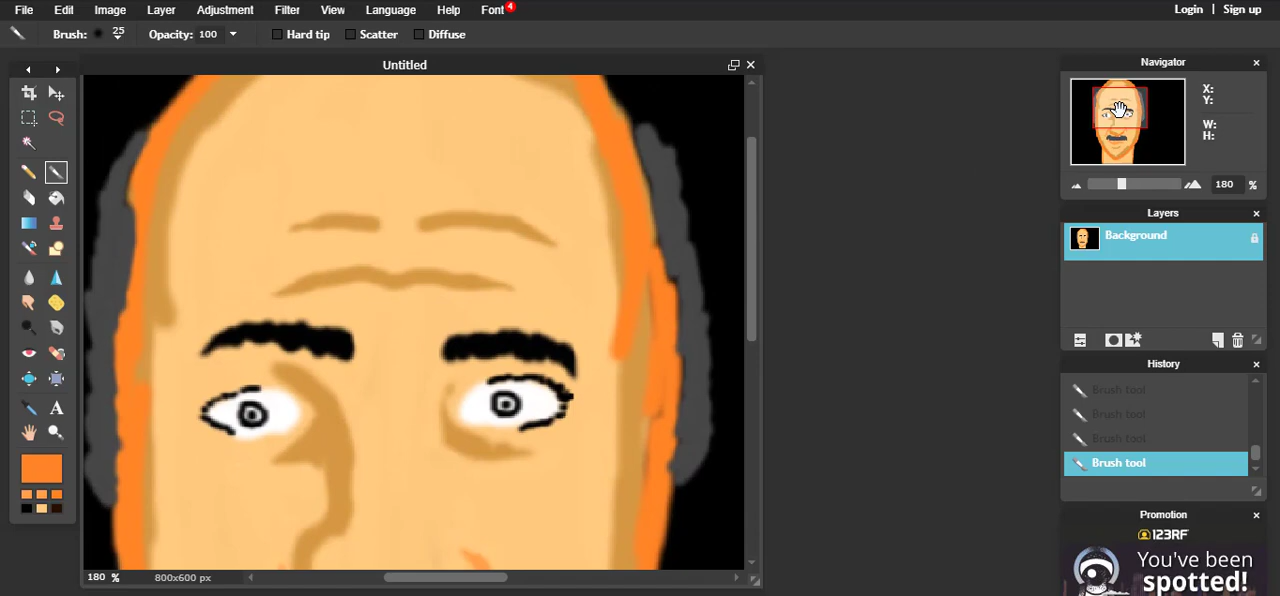 File Edit Image Layer Adjustment Filter View Language Help Font 4 Login | Sign up
Brush: 25 Opacity: 100 Hard tip Scatter Diffuse
Untitled
A
180 % 800x600 px
Navigator
X:
Y:
W:
H:
180 %
Layers
Background
History
Brush tool
Brush tool
Brush tool
Brush tool
Promotion
123RF
You've been
spotted!